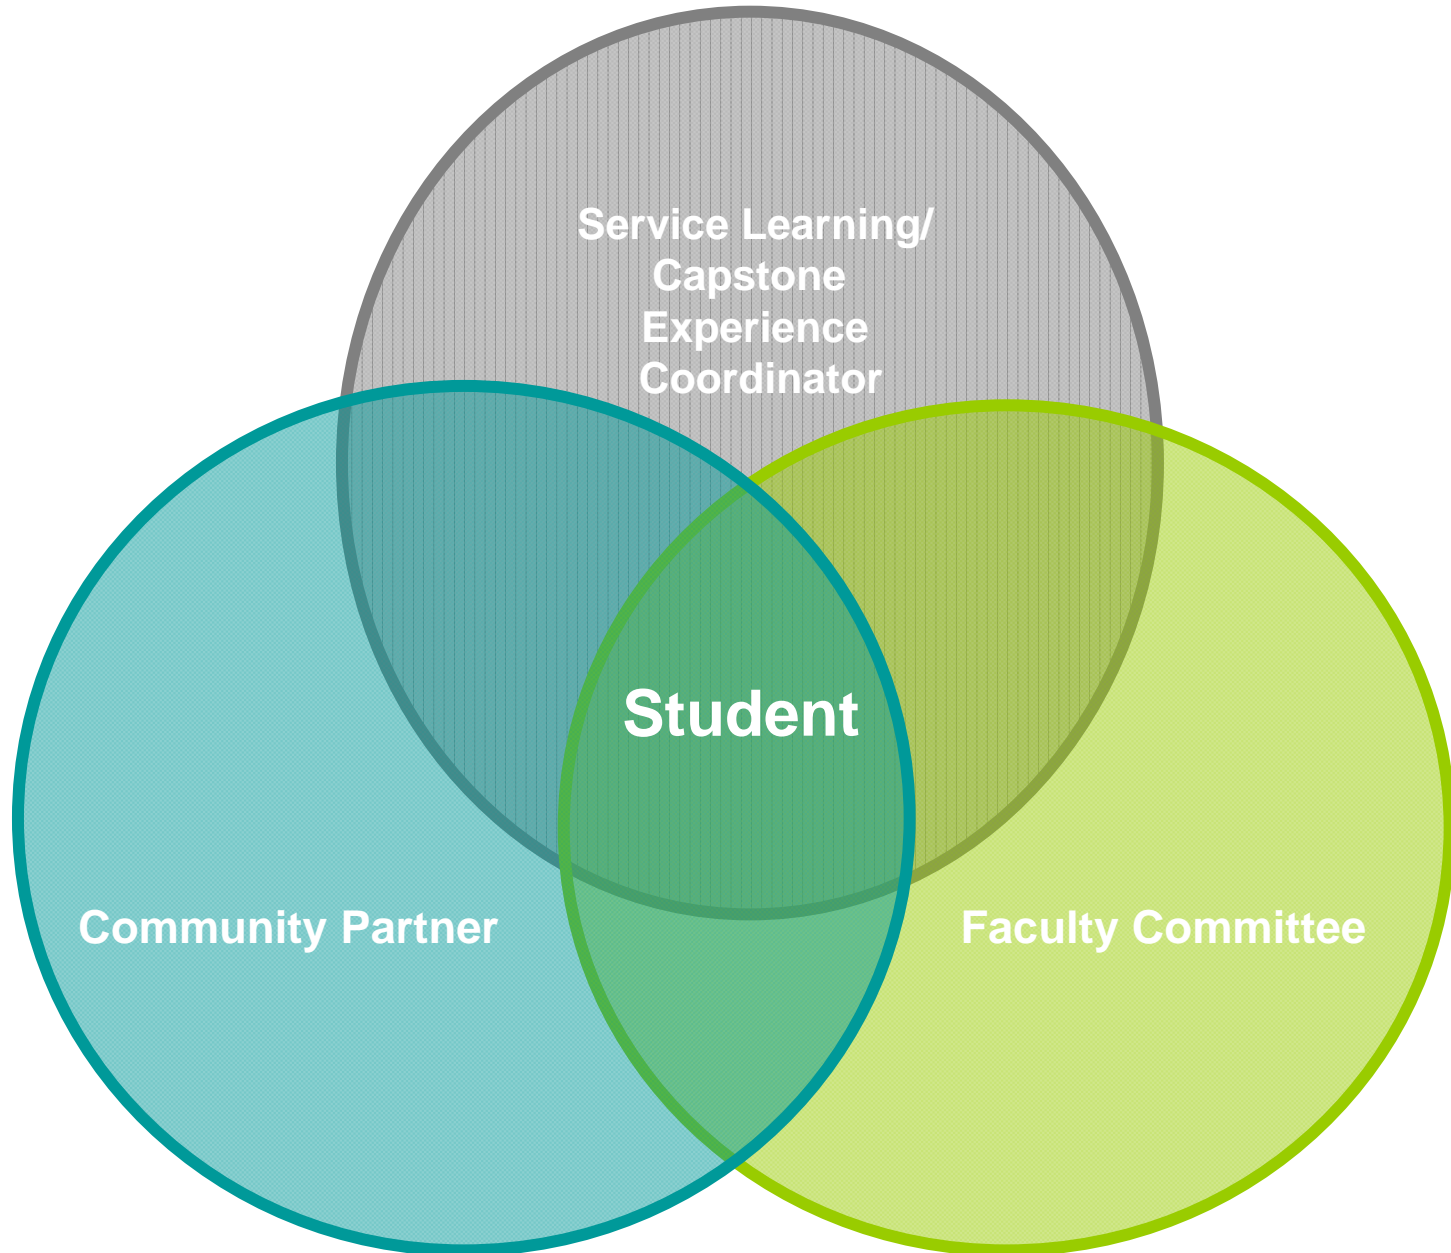 Service Learning/
Capstone
Experience
Coordinator
Student
Community Partner
Faculty Committee